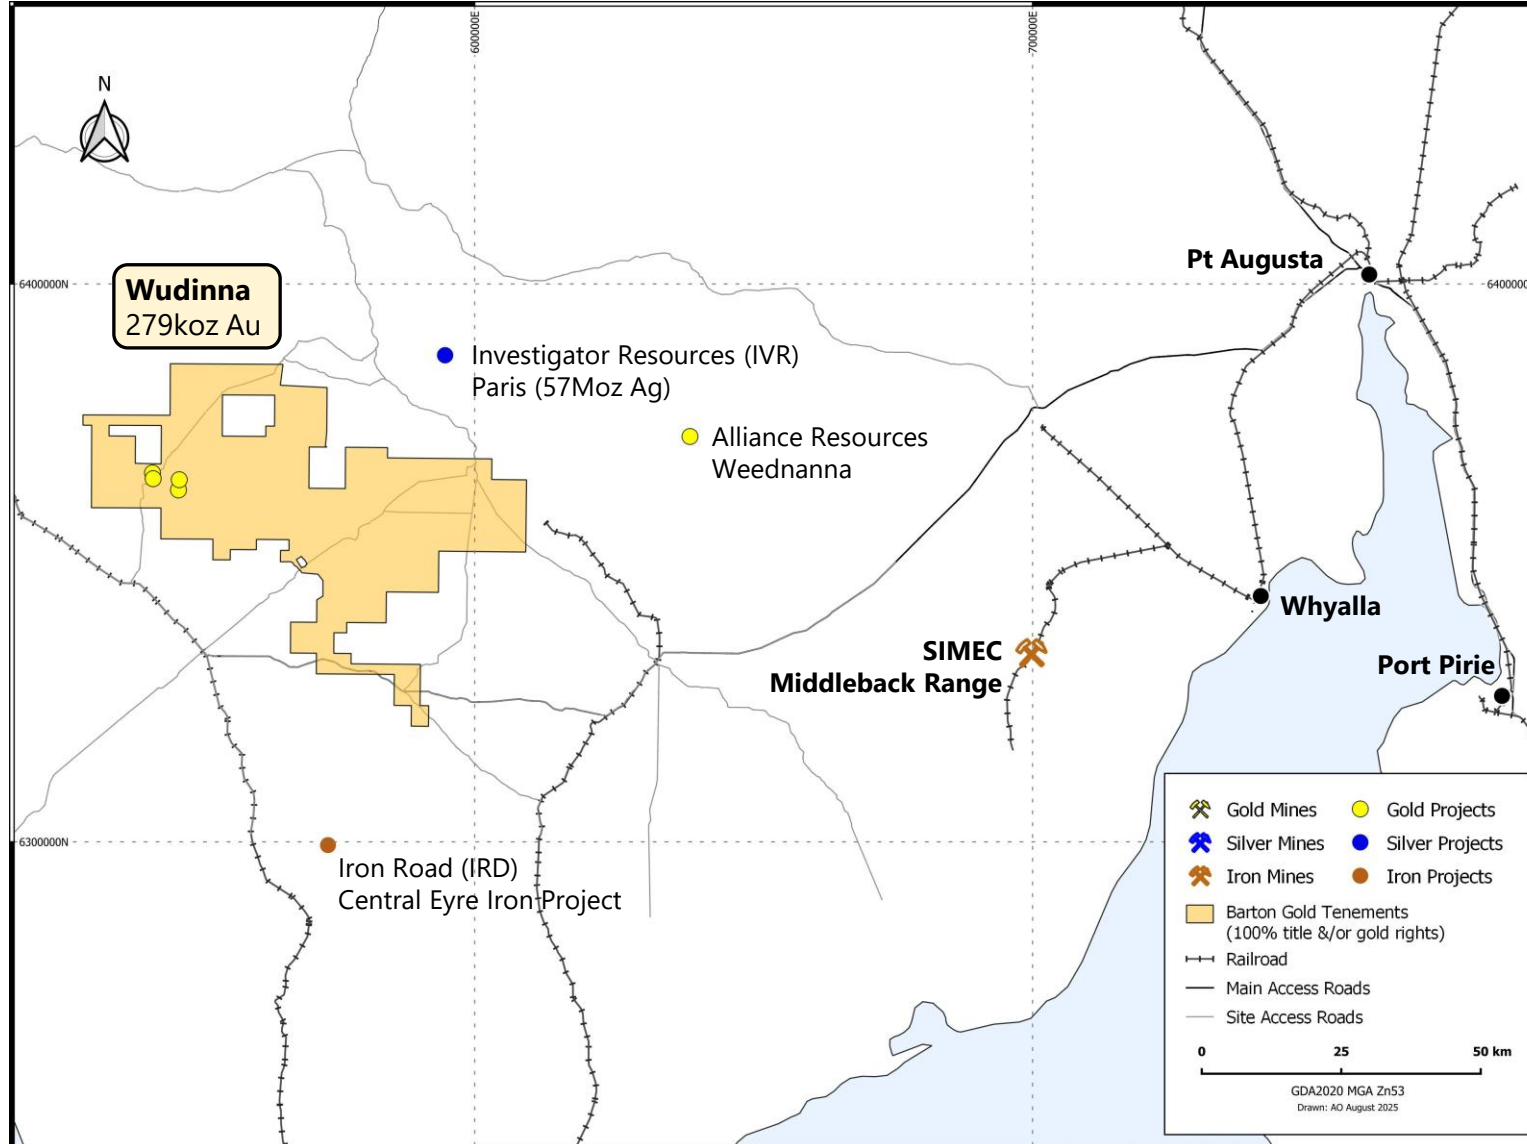 600000E
700000E
N
Pt Augusta
6400000N
640000
Wudinna
279koz Au
Investigator Resources (IVR)
Paris (57Moz Ag)
Alliance Resources
Weednanna
Whyalla
SIMEC
Middleback Range
Port Pirie
6300000N
Iron Road (IRD)
Central Eyre Iron Project
Gold Mines
Gold Projects
Silver Mines
Silver Projects
Iron Mines
Iron Projects
Barton Gold Tenements
(100% title &/or gold rights)
Railroad
Main Access Roads
Site Access Roads
0 25 50 km
GDA2020 MGA Zn53
Drawn: AO August 2025